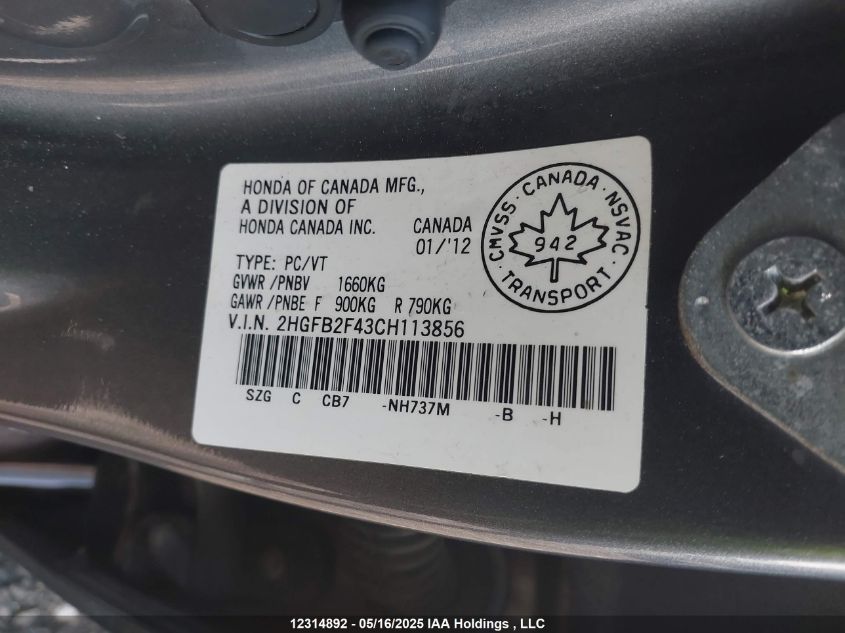 HONDA OF CANADA MFG.,
A DIVISION OF
HONDA CANADA INC. CANADA
01/'12
TYPE: PC/VT
GVWR /PNBV 1660KG
GAWR /PNBE F 900KG R 790KG
V.I.N. 2HGFB2F43CH113856
SZG C CB7 -NH737M -B -H
CMVSS · CANADA · NSVAC
942
· TRANSPORT ·
12314892 - 05/16/2025 IAA Holdings , LLC